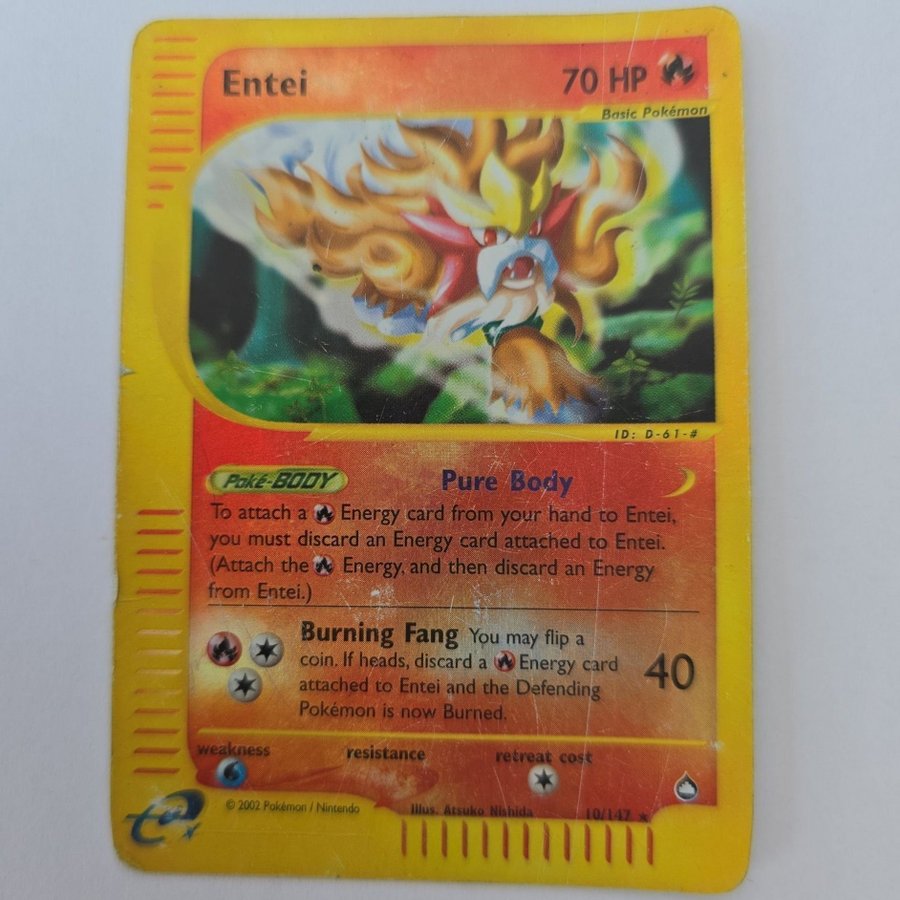 Entei 70 HP
Basic Pokémon
ID: D-61-#
Poké-BODY Pure Body
To attach a Energy card from your hand to Entei,
you must discard an Energy card attached to Entei.
(Attach the Energy, and then discard an Energy
from Entei.)
Burning Fang You may flip a
coin. If heads, discard a Energy card
attached to Entei and the Defending
Pokémon is now Burned.
40
weakness resistance retreat cost
© 2002 Pokémon / Nintendo
Illus. Atsuko Nishida 10/147 ★
e